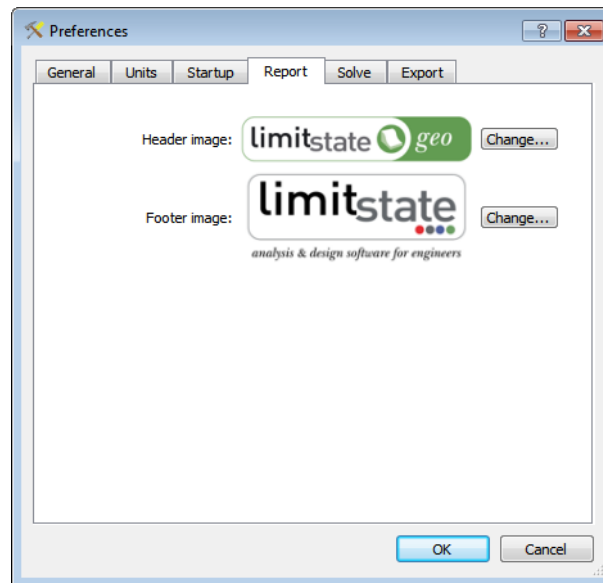 Preferences
General Units Startup Report Solve Export
Header image: limitstate geo Change...
Footer image: limitstate Change...
analysis & design software for engineers
OK Cancel